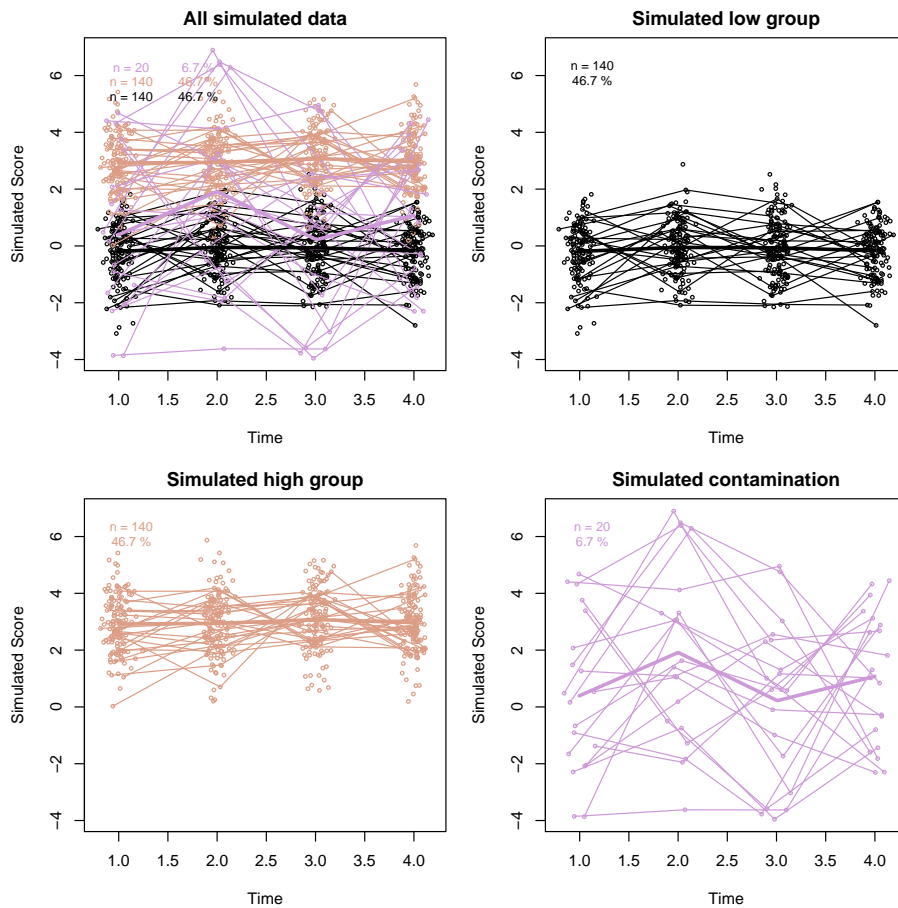 All simulated data
n = 20 6.7 %
n = 140 46.7 %
n = 140 46.7 %
Simulated Score
6
4
2
0
−2
−4
1.0 1.5 2.0 2.5 3.0 3.5 4.0
Time
Simulated low group
n = 140
46.7 %
Simulated Score
6
4
2
0
−2
−4
1.0 1.5 2.0 2.5 3.0 3.5 4.0
Time
Simulated high group
n = 140
46.7 %
Simulated Score
6
4
2
0
−2
−4
1.0 1.5 2.0 2.5 3.0 3.5 4.0
Time
Simulated contamination
n = 20
6.7 %
Simulated Score
6
4
2
0
−2
−4
1.0 1.5 2.0 2.5 3.0 3.5 4.0
Time